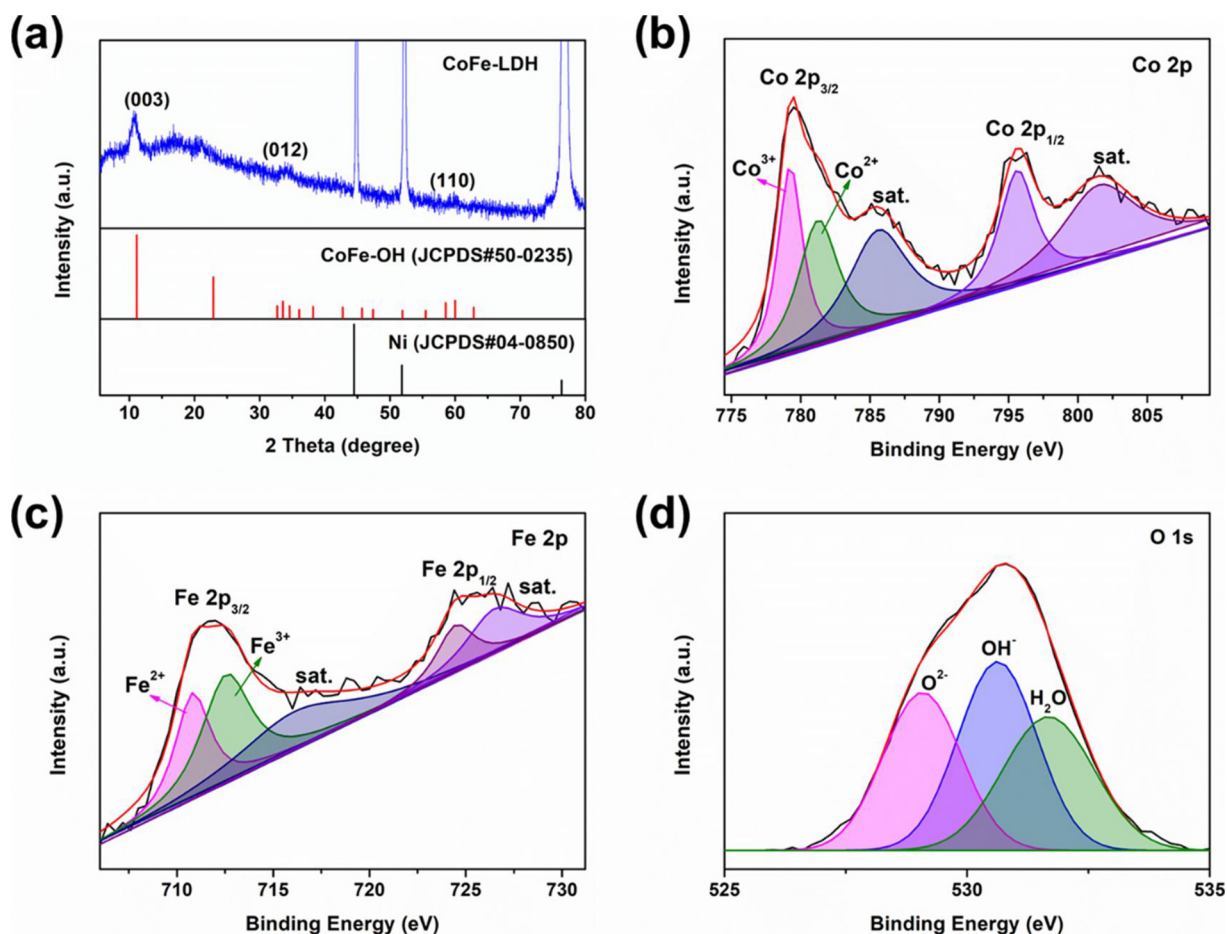 (a)
CoFe-LDH
(003)
(012)
(110)
CoFe-OH (JCPDS#50-0235)
Ni (JCPDS#04-0850)
Intensity (a.u.)
10 20 30 40 50 60 70 80
2 Theta (degree)
(b)
Co 2p
Co 2p3/2
Co 2p1/2
Co3+
Co2+
sat.
sat.
Intensity (a.u.)
775 780 785 790 795 800 805
Binding Energy (eV)
(c)
Fe 2p
Fe 2p3/2
Fe 2p1/2
sat.
Fe3+
Fe2+
sat.
Intensity (a.u.)
710 715 720 725 730
Binding Energy (eV)
(d)
O 1s
O2-
OH-
H2O
Intensity (a.u.)
525 530 535
Binding Energy (eV)